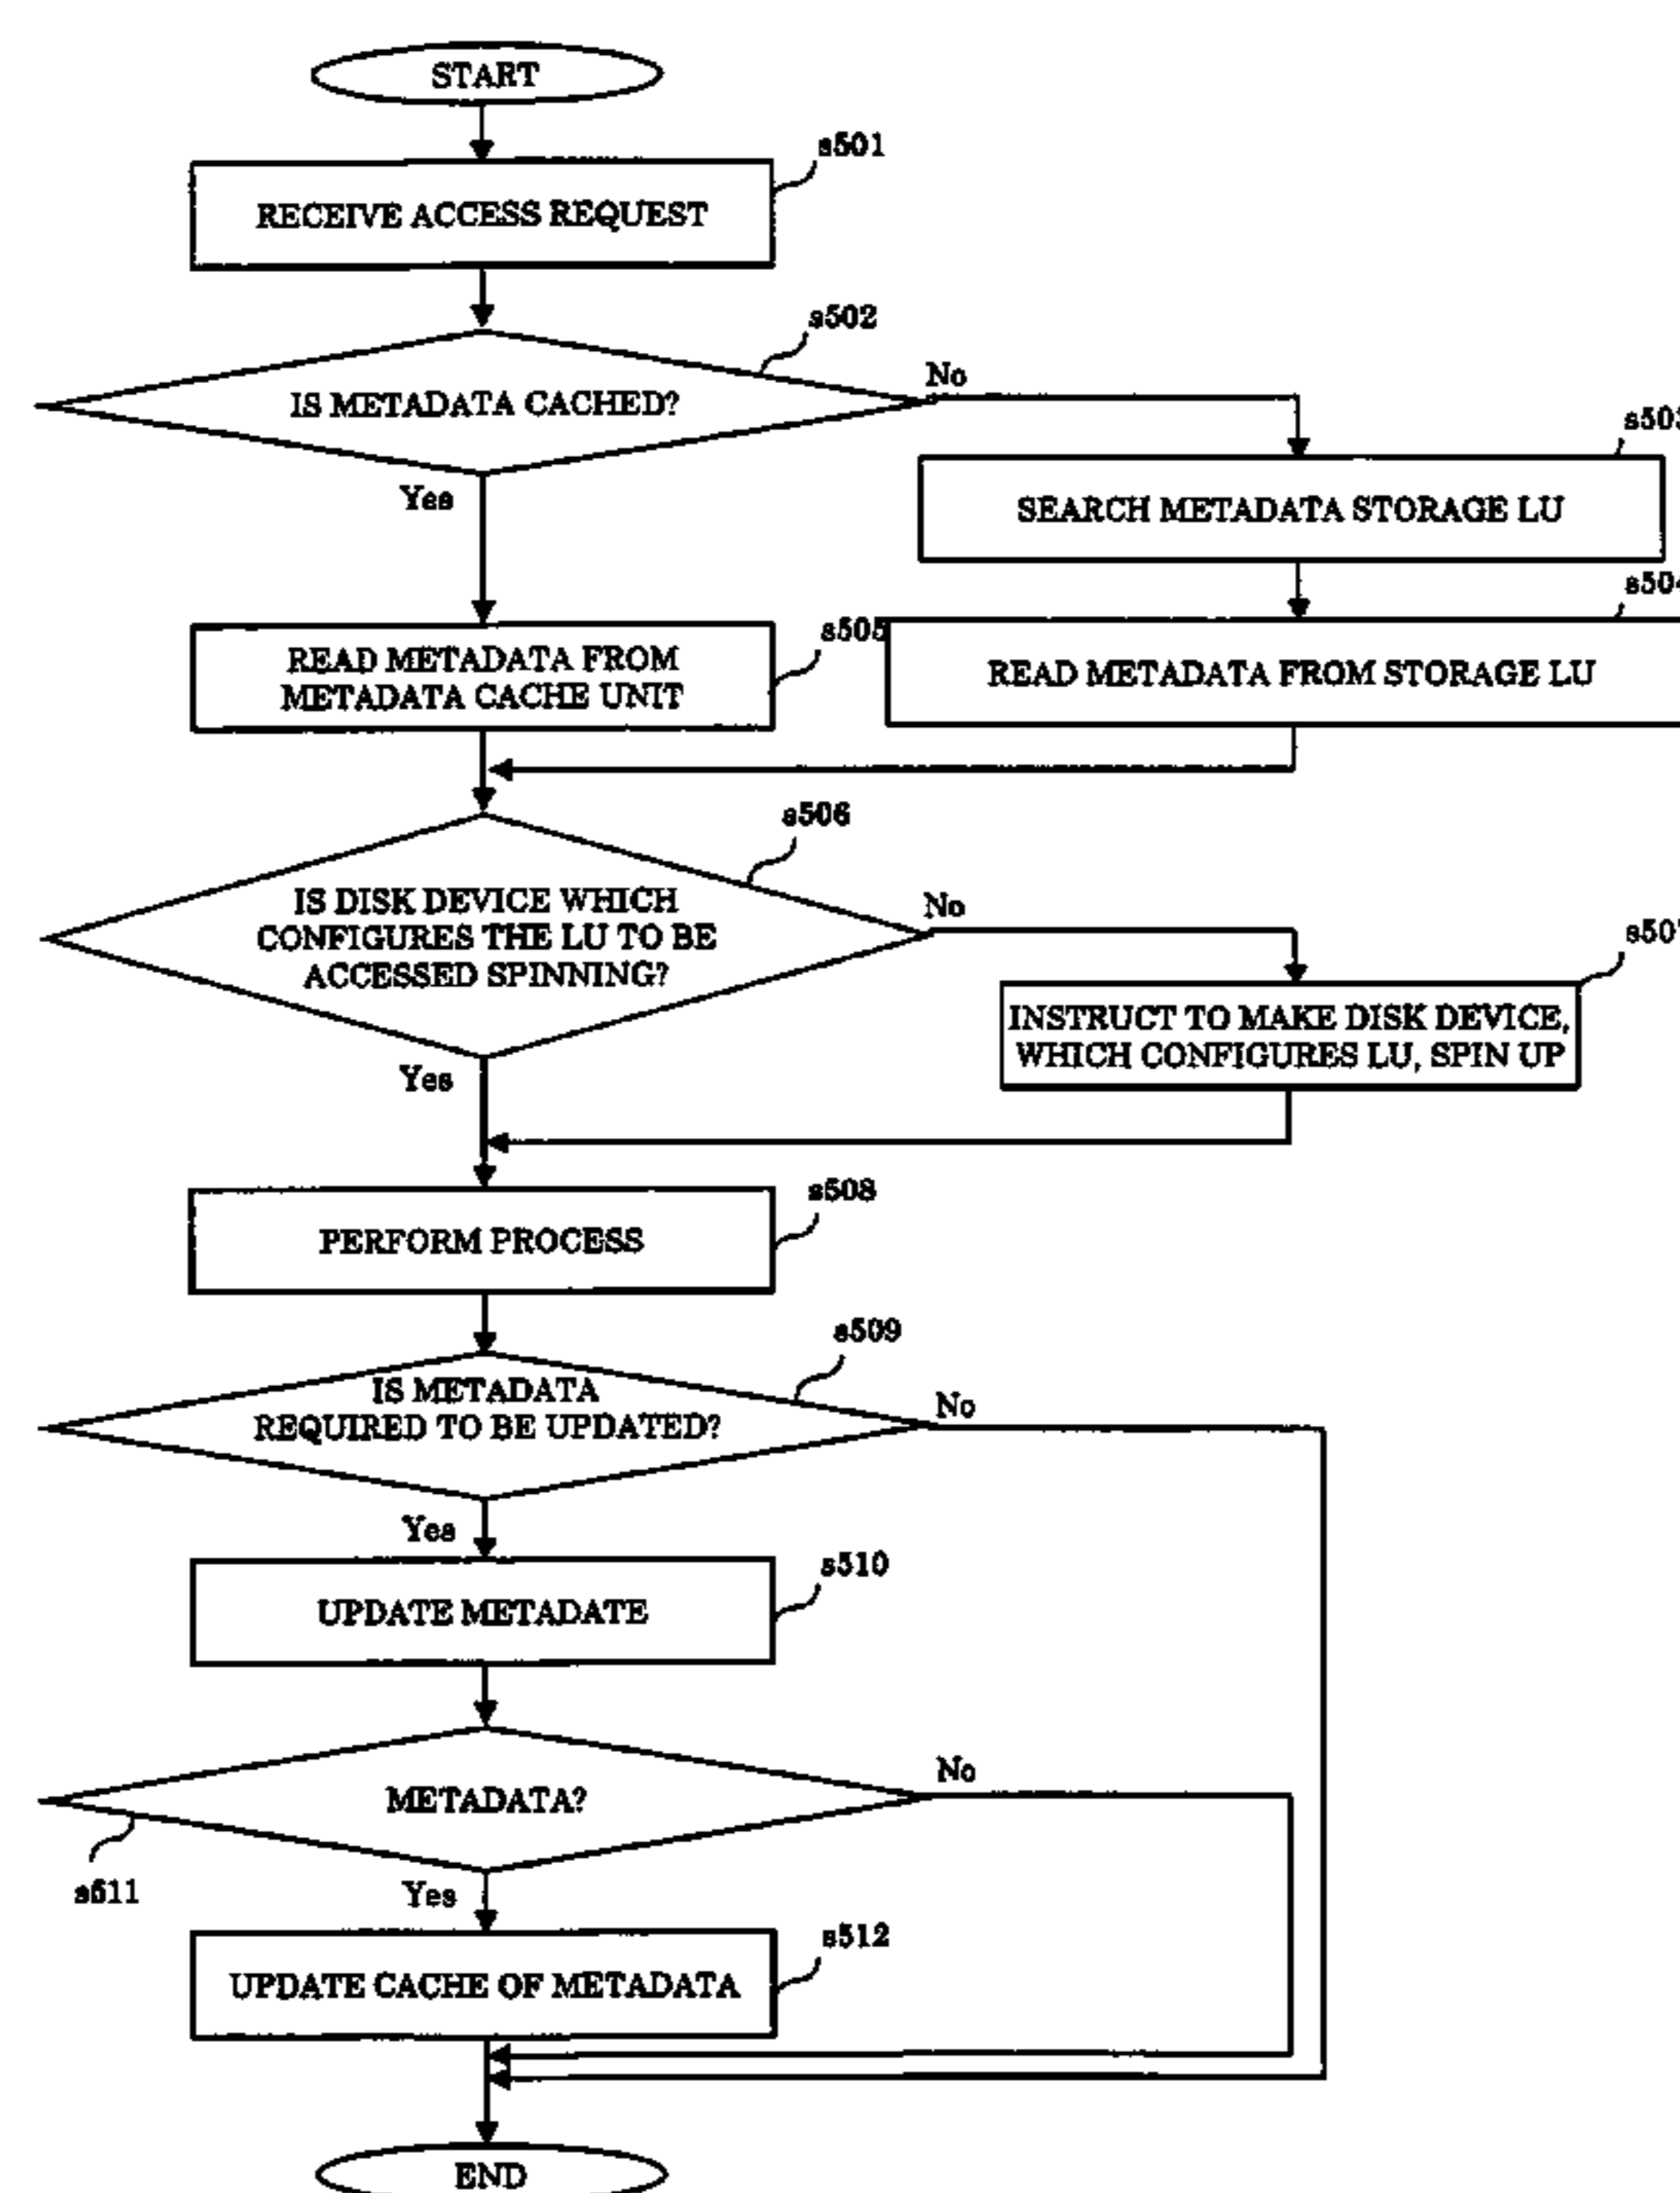 START
s501
RECEIVE ACCESS REQUEST
s502
IS METADATA CACHED?
No
Yes
SEARCH METADATA STORAGE LU
s505
READ METADATA FROM
METADATA CACHE UNIT
READ METADATA FROM STORAGE LU
s506
IS DISK DEVICE WHICH
CONFIGURES THE LU TO BE
ACCESSED SPINNING?
No
Yes
INSTRUCT TO MAKE DISK DEVICE,
WHICH CONFIGURES LU, SPIN UP
s508
PERFORM PROCESS
s509
IS METADATA
REQUIRED TO BE UPDATED?
No
Yes
s510
UPDATE METADATE
METADATA?
No
s511
Yes
s512
UPDATE CACHE OF METADATA
END